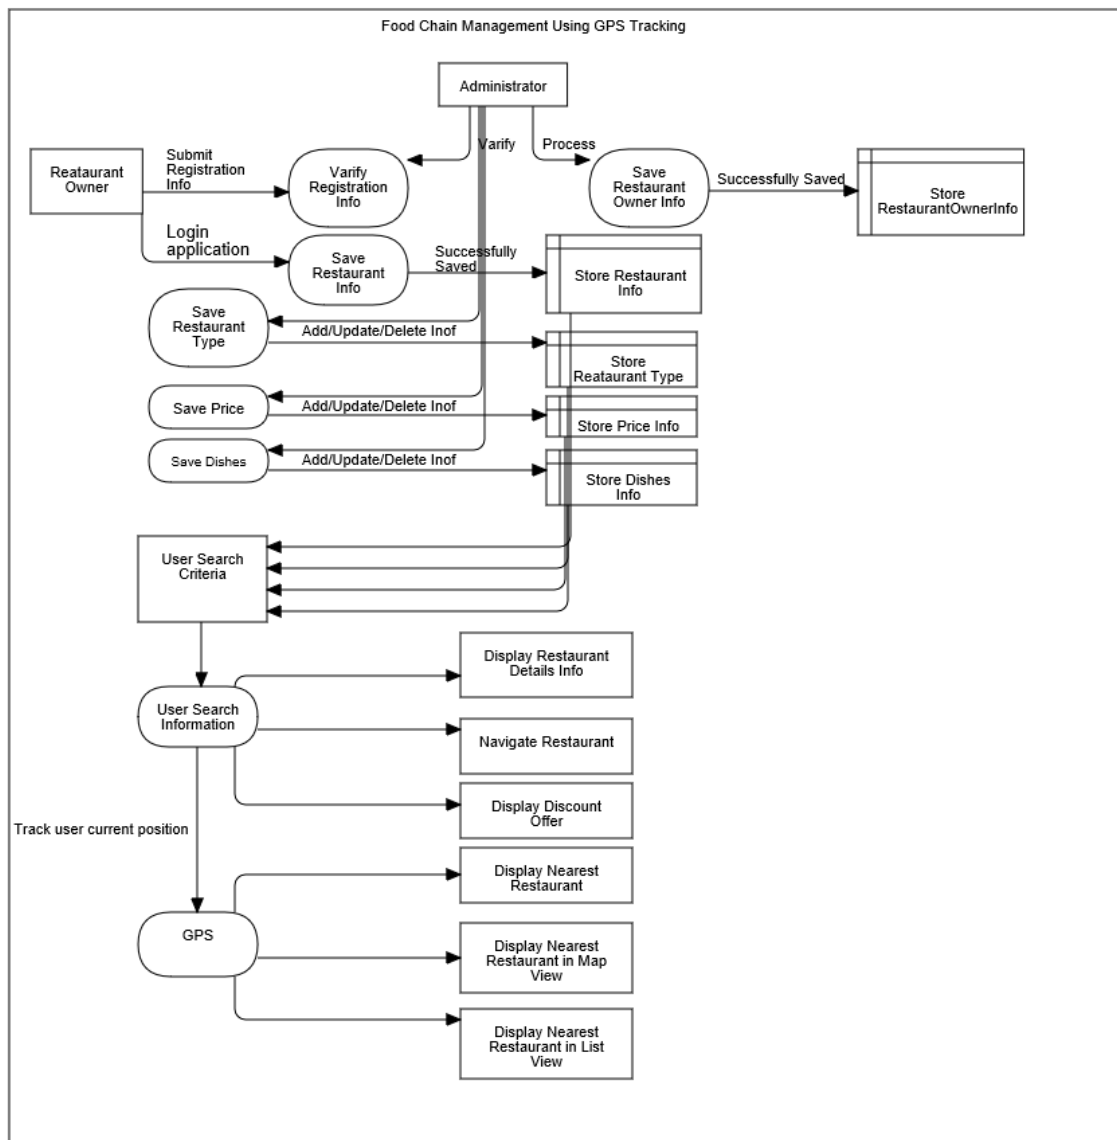 Food Chain Management Using GPS Tracking
Administrator
Varify
Process
Reataurant
Owner
Submit
Registration
Info
Varify
Registration
Info
Save
Restaurant
Owner Info
Successfully Saved
Store
RestaurantOwnerInfo
Login
application
Save
Restaurant
Info
Successfully
Saved
Store Restaurant
Info
Save
Restaurant
Type
Add/Update/Delete Inof
Store
Reataurant Type
Save Price
Add/Update/Delete Inof
Store Price Info
Save Dishes
Add/Update/Delete Inof
Store Dishes
Info
User Search
Criteria
Display Restaurant
Details Info
User Search
Information
Navigate Restaurant
Display Discount
Offer
Track user current position
Display Nearest
Restaurant
GPS
Display Nearest
Restaurant in Map
View
Display Nearest
Restaurant in List
View